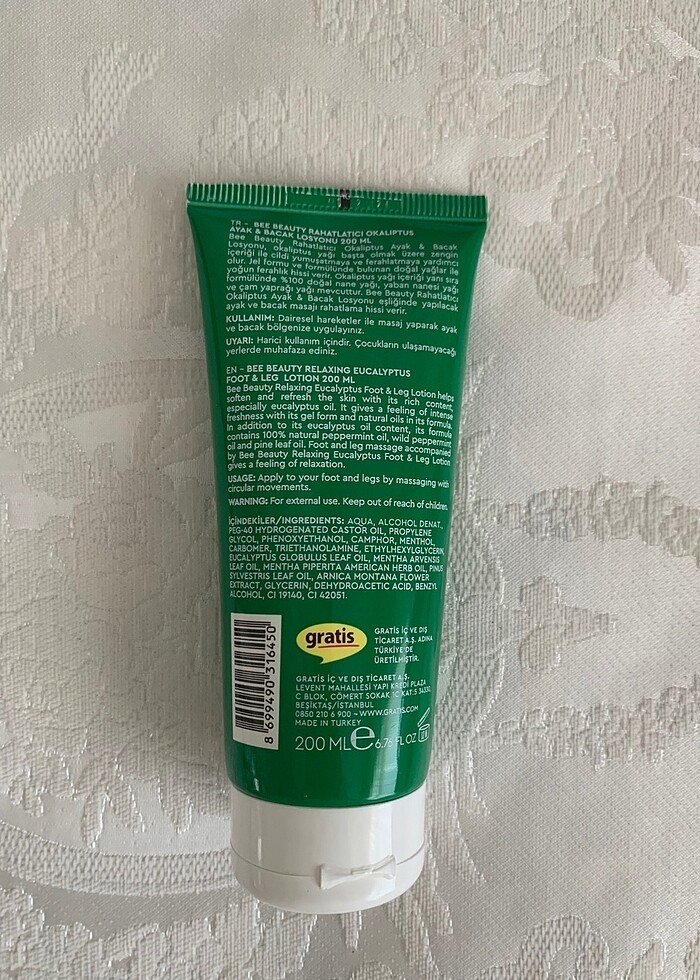 TR - BEE BEAUTY RAHATLATICI OKALIPTUS
AYAK & BACAK LOSYONU 200 ML
Bee Beauty Rahatlatıcı Okaliptus Ayak & Bacak
Losyonu, okaliptus yağı başta olmak üzere zengin
içeriği ile cildi yumuşatmaya ve ferahlatmaya yardımcı
olur. Jel formu ve formülünde bulunan doğal yağlar ile
yoğun ferahlık hissi verir. Okaliptus yağı içeriği yanı sıra
formülünde %100 doğal nane yağı, yaban nanesi yağı
ve çam yaprağı yağı mevcuttur. Bee Beauty Rahatlatıcı
Okaliptus Ayak & Bacak Losyonu eşliğinde yapılacak
ayak ve bacak masajı rahatlama hissi verir.
KULLANIM: Dairesel hareketler ile masaj yaparak ayak
ve bacak bölgenize uygulayınız.
UYARI: Harici kullanım içindir. Çocukların ulaşamayacağı
yerlerde muhafaza ediniz.
EN - BEE BEAUTY RELAXING EUCALYPTUS
FOOT & LEG LOTION 200 ML
Bee Beauty Relaxing Eucalyptus Foot & Leg Lotion helps
soften and refresh the skin with its rich content,
especially eucalyptus oil. It gives a feeling of intense
freshness with its gel form and natural oils in its formula.
In addition to its eucalyptus oil content, its formula
contains 100% natural peppermint oil, wild peppermint
oil and pine leaf oil. Foot and leg massage accompanied
by Bee Beauty Relaxing Eucalyptus Foot & Leg Lotion
gives a feeling of relaxation.
USAGE: Apply to your foot and legs by massaging with
circular movements.
WARNING: For external use. Keep out of reach of children.
İÇİNDEKİLER/INGREDIENTS: AQUA, ALCOHOL DENAT.,
PEG-40 HYDROGENATED CASTOR OIL, PROPYLENE
GLYCOL, PHENOXYETHANOL, CAMPHOR, MENTHOL,
CARBOMER, TRIETHANOLAMINE, ETHYLHEXYLGLYCERIN,
EUCALYPTUS GLOBULUS LEAF OIL, MENTHA ARVENSIS
LEAF OIL, MENTHA PIPERITA AMERICAN HERB OIL, PINUS
SYLVESTRIS LEAF OIL, ARNICA MONTANA FLOWER
EXTRACT, GLYCERIN, DEHYDROACETIC ACID, BENZYL
ALCOHOL, CI 19140, CI 42051.
8 699490 316450
gratis
GRATİS İÇ VE DIŞ
TİCARET A.Ş. ADINA
TÜRKİYE'DE
ÜRETİLMİŞTİR.
GRATİS İÇ VE DIŞ TİCARET A.Ş.
LEVENT MAHALLESİ YAPI KREDİ PLAZA
C BLOK, CÖMERT SOKAK 1C KAT:5 34330,
BEŞİKTAŞ/İSTANBUL
0850 210 6 900 - WWW.GRATIS.COM
MADE IN TURKEY
200 ML e 6.76 FL OZ